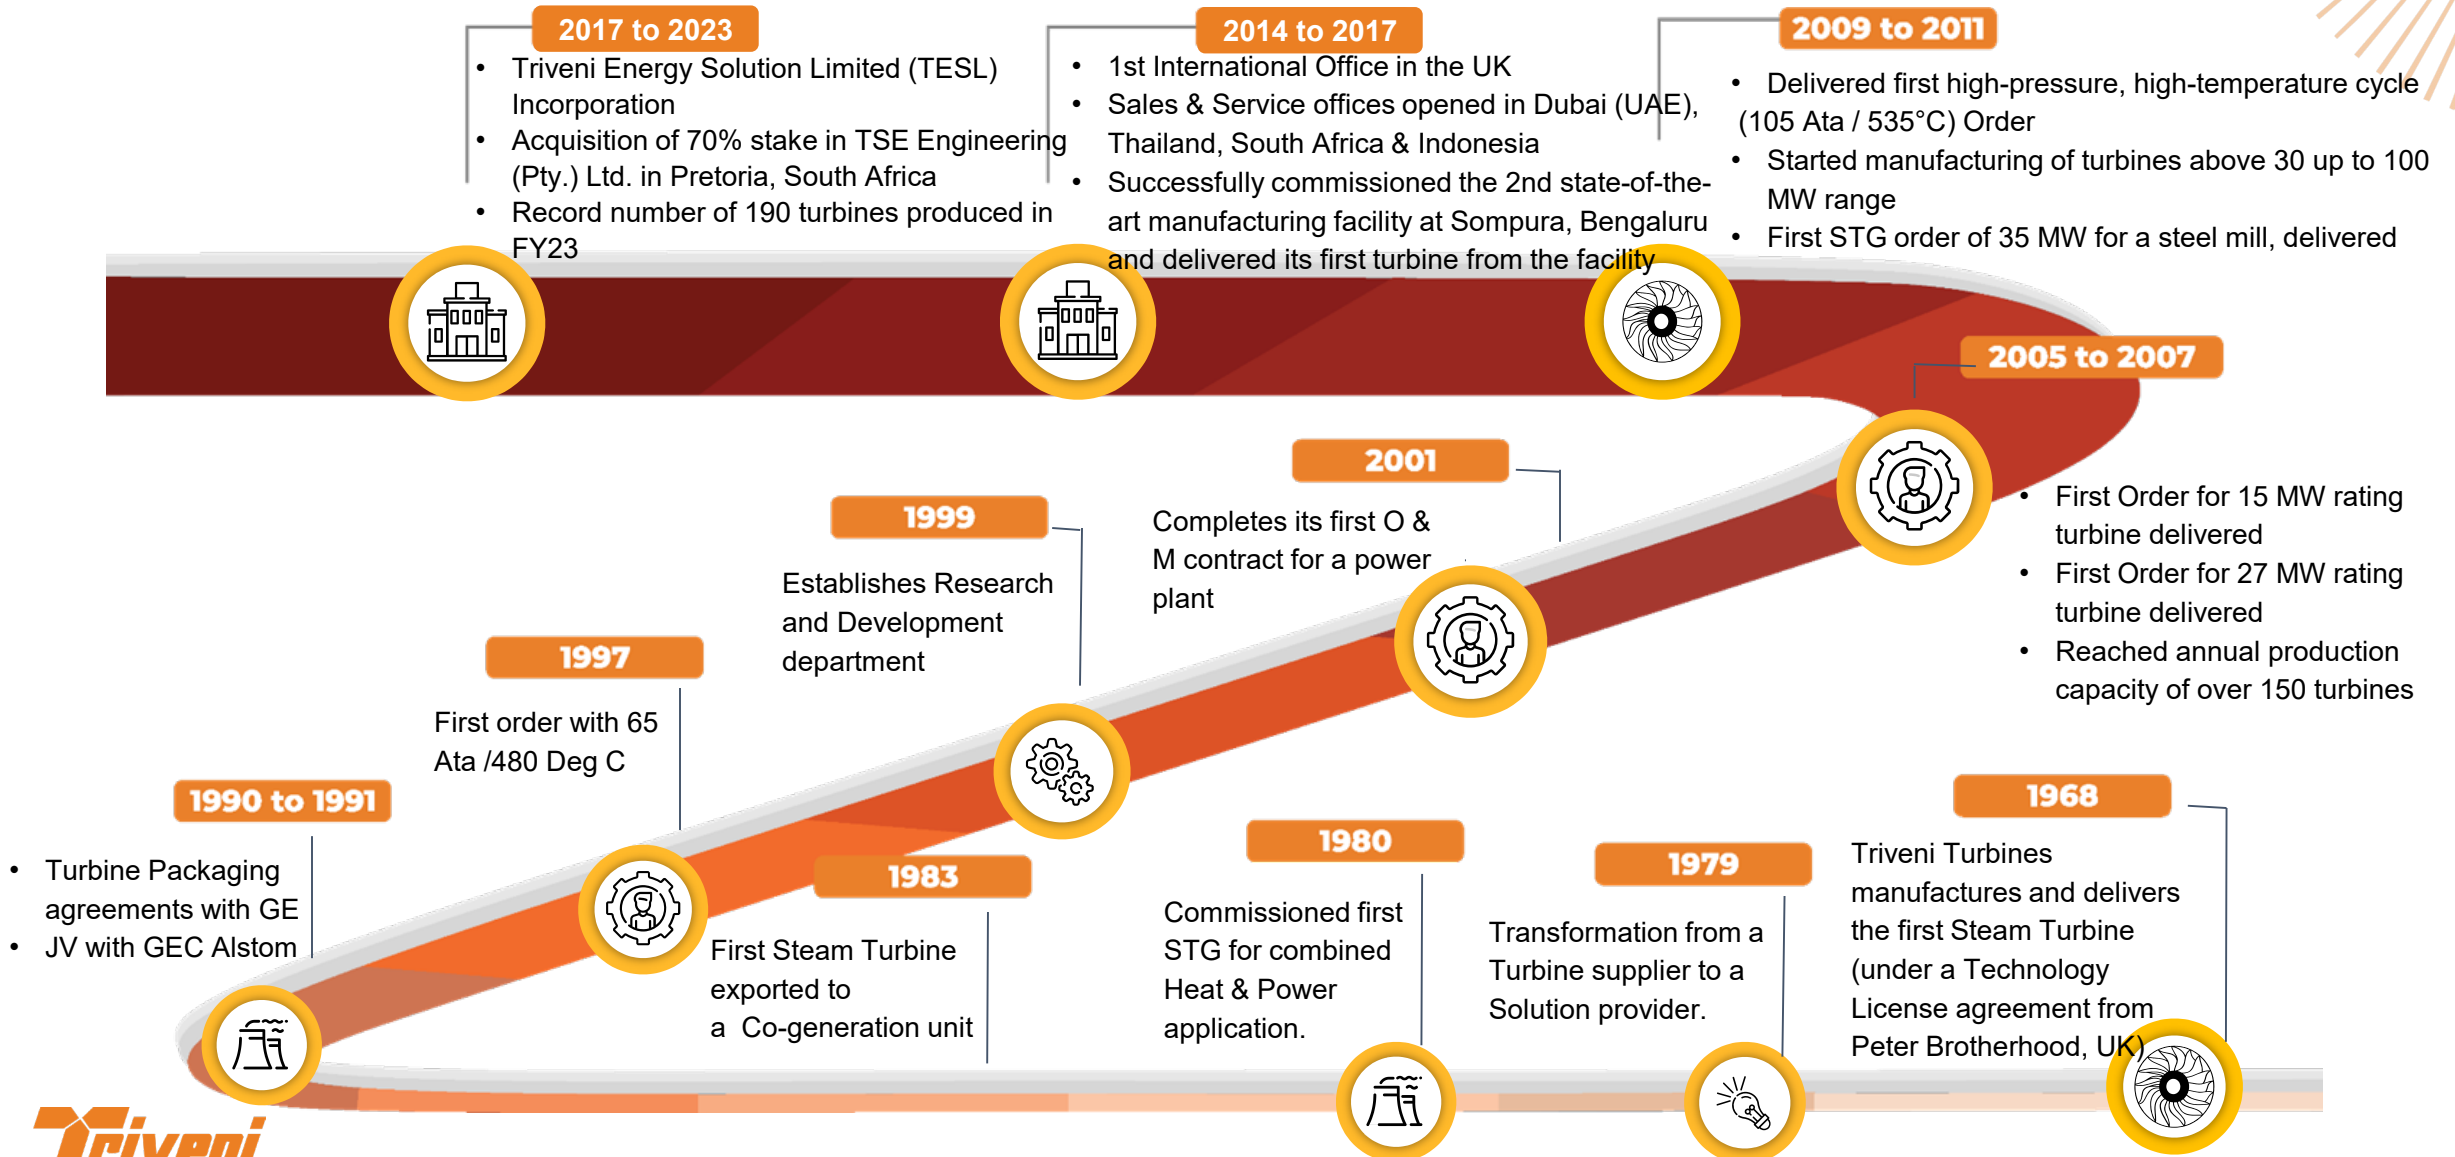 2017 to 2023
• Triveni Energy Solution Limited (TESL)
Incorporation
• Acquisition of 70% stake in TSE Engineering
(Pty.) Ltd. in Pretoria, South Africa
• Record number of 190 turbines produced in
FY23
2014 to 2017
• 1st International Office in the UK
• Sales & Service offices opened in Dubai (UAE),
Thailand, South Africa & Indonesia
• Successfully commissioned the 2nd state-of-the-
art manufacturing facility at Sompura, Bengaluru
and delivered its first turbine from the facility
2009 to 2011
• Delivered first high-pressure, high-temperature cycle
(105 Ata / 535°C) Order
• Started manufacturing of turbines above 30 up to 100
MW range
• First STG order of 35 MW for a steel mill, delivered
2005 to 2007
• First Order for 15 MW rating
turbine delivered
• First Order for 27 MW rating
turbine delivered
• Reached annual production
capacity of over 150 turbines
2001
Completes its first O &
M contract for a power
plant
1999
Establishes Research
and Development
department
1997
First order with 65
Ata /480 Deg C
1990 to 1991
• Turbine Packaging
agreements with GE
• JV with GEC Alstom
1983
First Steam Turbine
exported to
a Co-generation unit
1980
Commissioned first
STG for combined
Heat & Power
application.
1979
Transformation from a
Turbine supplier to a
Solution provider.
1968
Triveni Turbines
manufactures and delivers
the first Steam Turbine
(under a Technology
License agreement from
Peter Brotherhood, UK)
Triveni